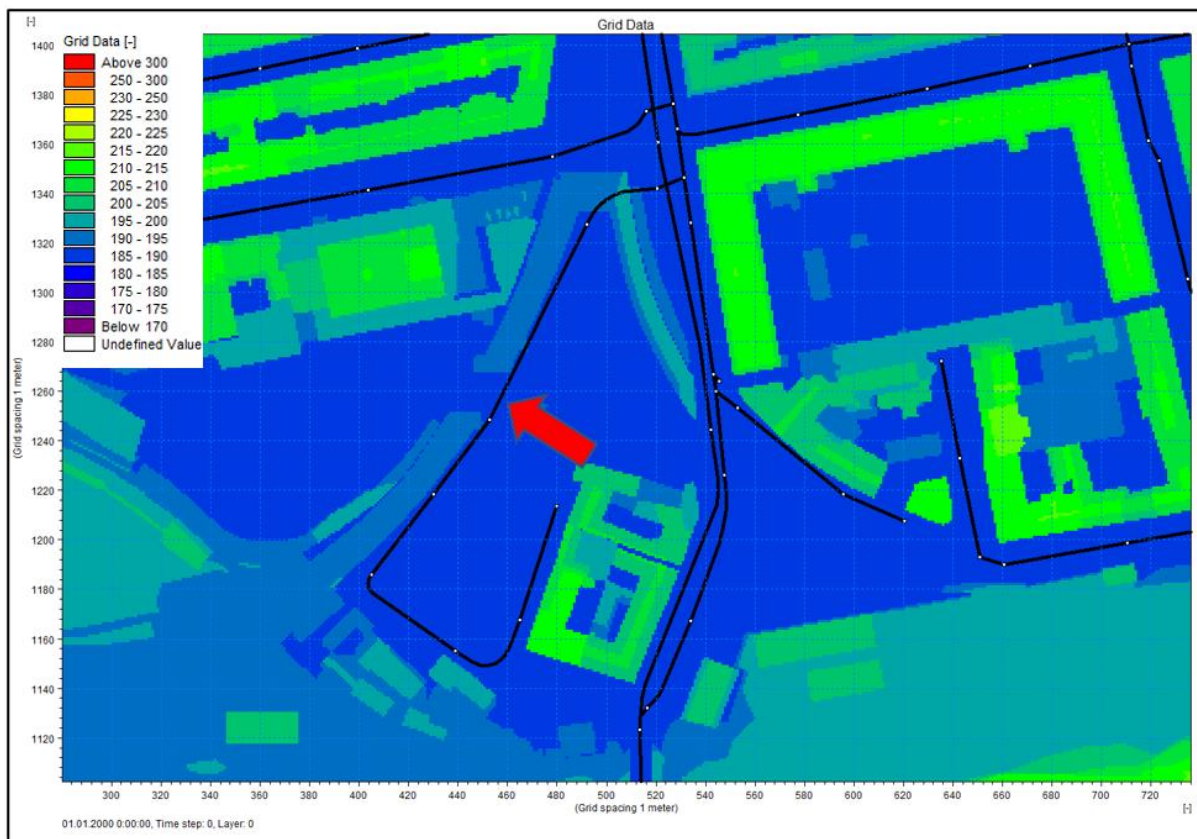 [-]
Grid Data
Grid Data [-]
Above 300
250 - 300
230 - 250
225 - 230
220 - 225
215 - 220
210 - 215
205 - 210
200 - 205
195 - 200
190 - 195
185 - 190
180 - 185
175 - 180
170 - 175
Below 170
Undefined Value
1400
1380
1360
1340
1320
1300
1280
1260
1240
1220
1200
1180
1160
1140
1120
(Grid spacing 1 meter)
300 320 340 360 380 400 420 440 460 480 500 520 540 560 580 600 620 640 660 680 700 720
(Grid spacing 1 meter)
[-]
01.01.2000 0:00:00, Time step: 0, Layer: 0